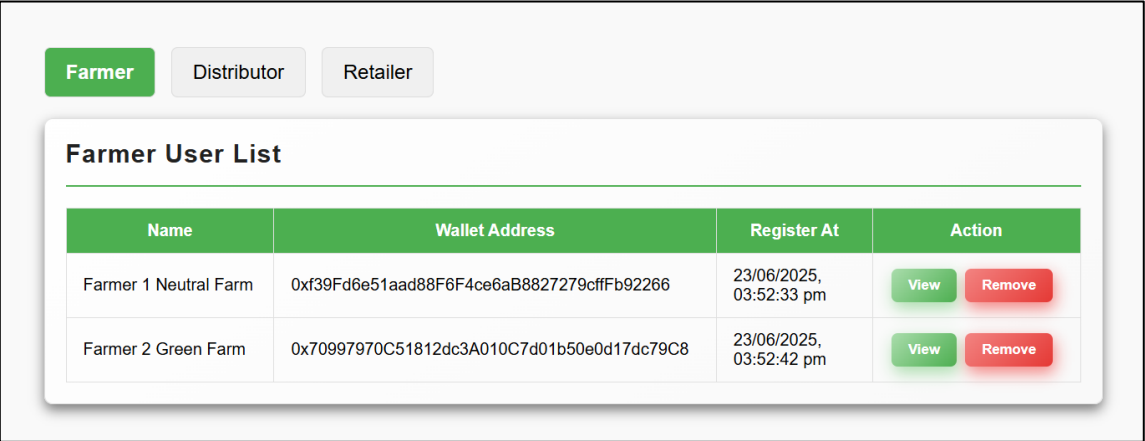 Farmer Distributor Retailer
Farmer User List
Name Wallet Address Register At Action
Farmer 1 Neutral Farm 0xf39Fd6e51aad88F6F4ce6aB8827279cffFb92266 23/06/2025, 03:52:33 pm View Remove
Farmer 2 Green Farm 0x70997970C51812dc3A010C7d01b50e0d17dc79C8 23/06/2025, 03:52:42 pm View Remove